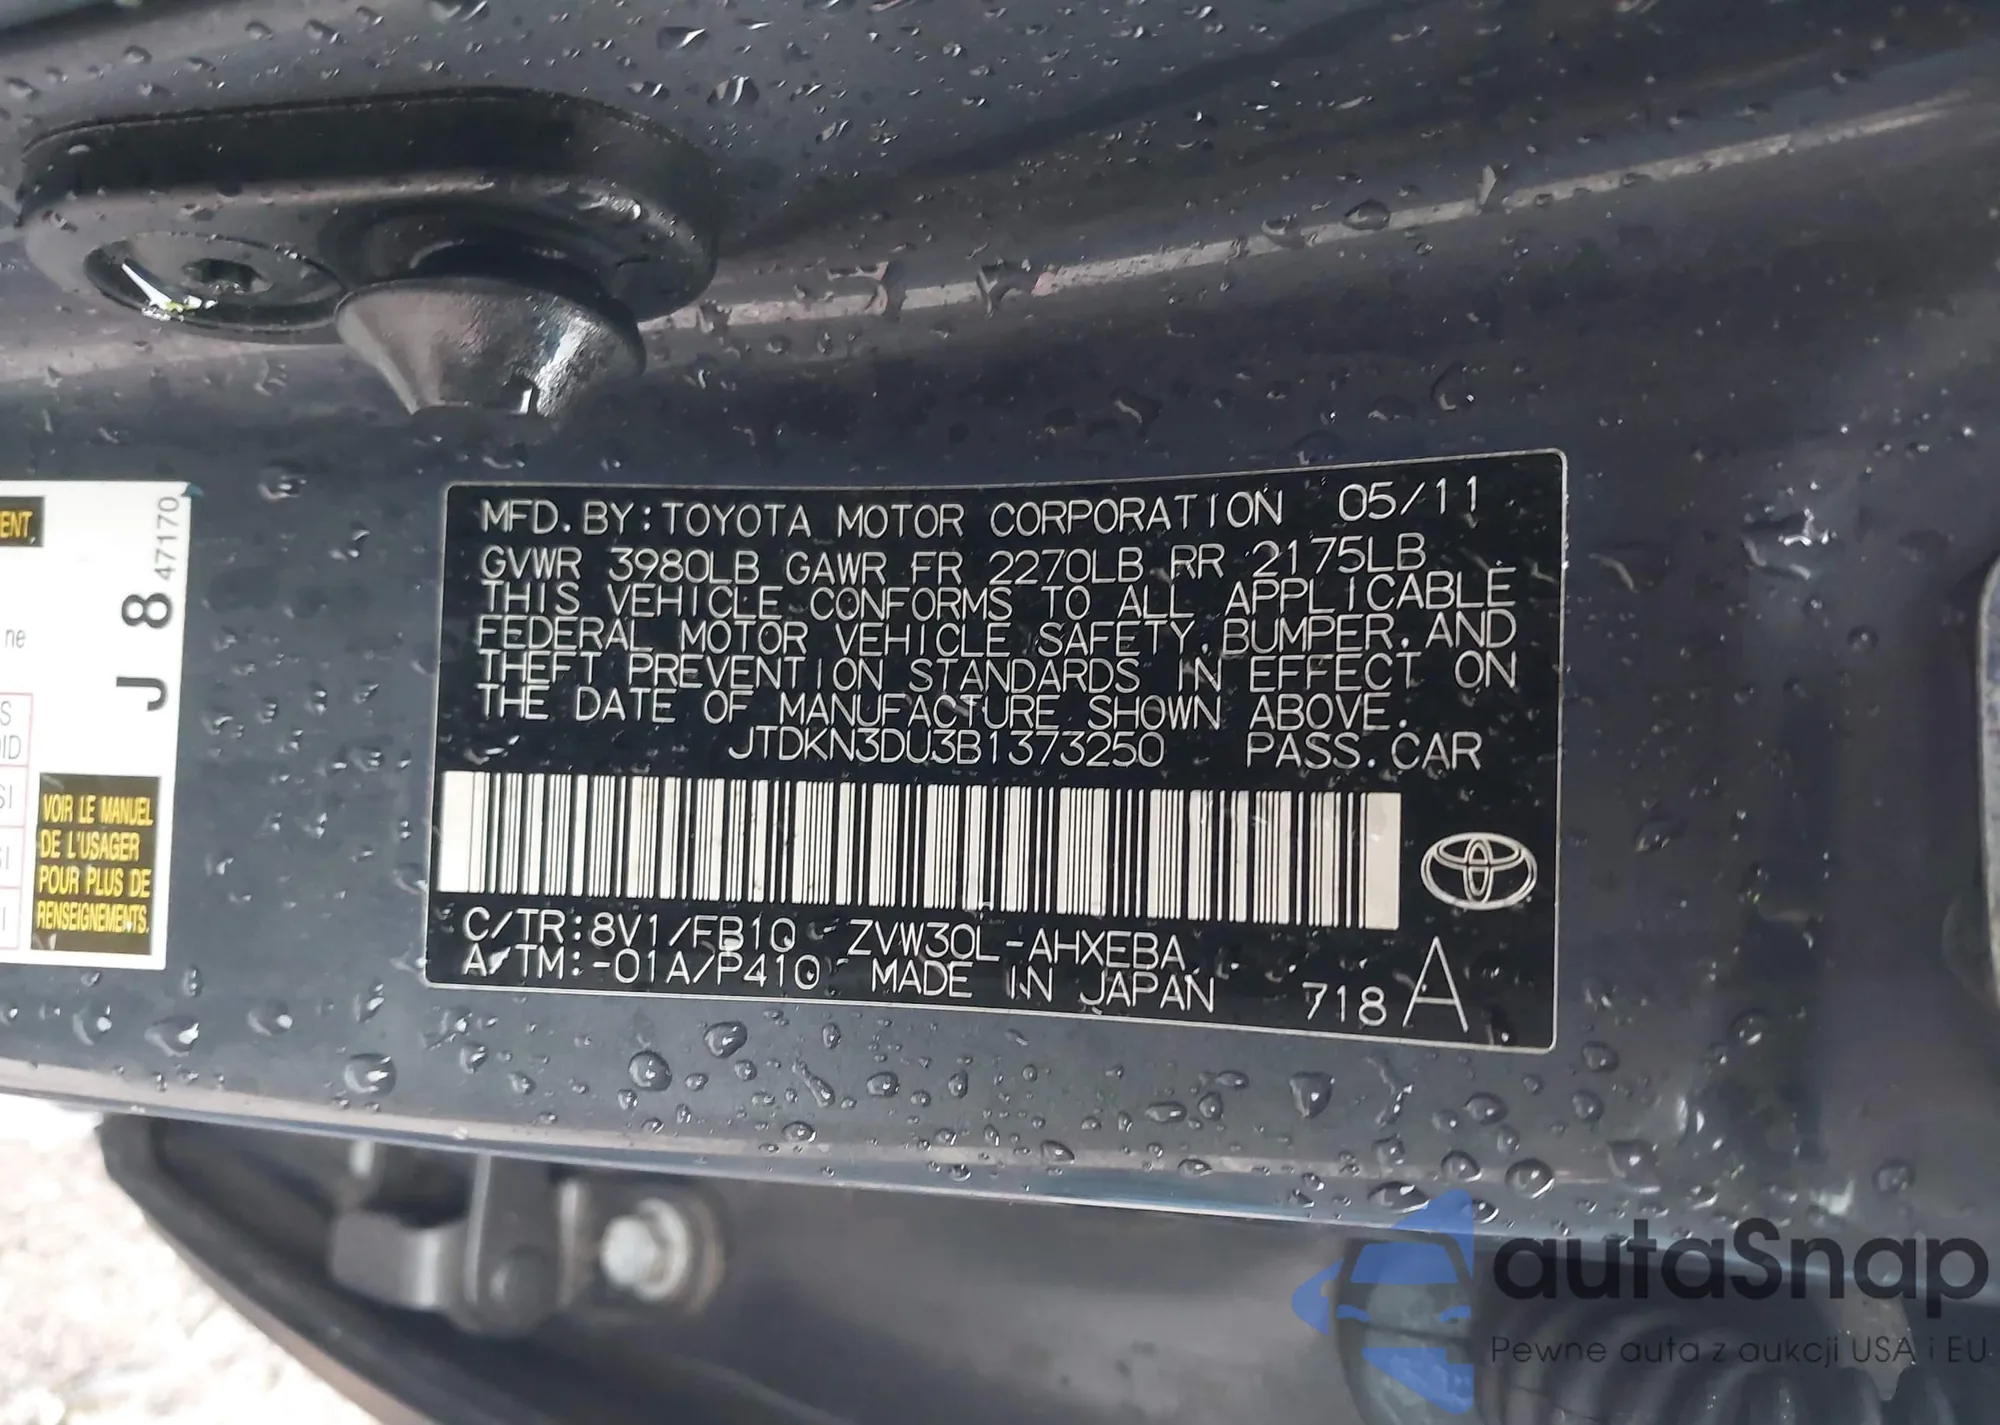 MFD. BY: TOYOTA MOTOR CORPORATION 05/11
GVWR 3980LB GAWR FR 2270LB RR 2175LB
THIS VEHICLE CONFORMS TO ALL APPLICABLE
FEDERAL MOTOR VEHICLE SAFETY, BUMPER, AND
THEFT PREVENTION STANDARDS IN EFFECT ON
THE DATE OF MANUFACTURE SHOWN ABOVE.
JTDKN3DU3B1373250 PASS. CAR
C/TR: 8V1/FB10 ZVW30L-AHXEBA
A/TM: -01A/P410 MADE IN JAPAN 718 A
J 8 47170
ne
VOIR LE MANUEL
DE L'USAGER
POUR PLUS DE
RENSEIGNEMENTS.
autaSnap
Pewne auta z aukcji USA i EU